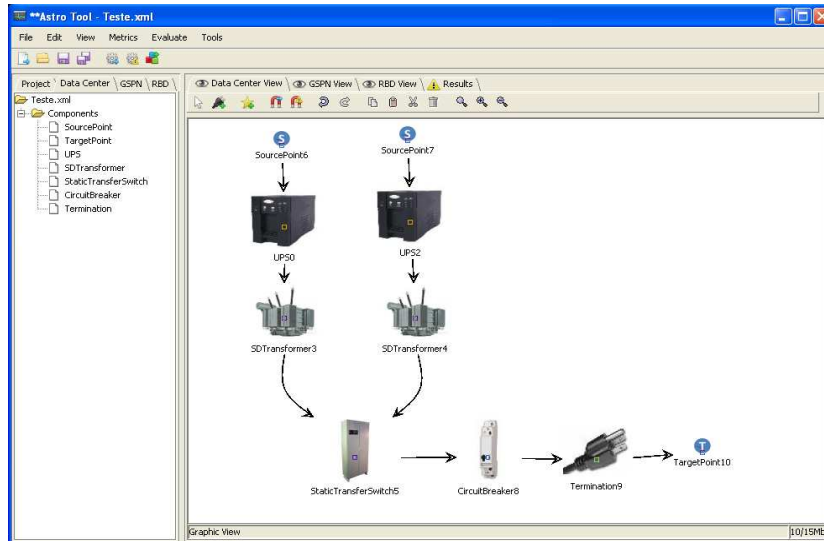 **Astro Tool - Teste.xml
File Edit View Metrics Evaluate Tools
Project Data Center GSPN RBD
Data Center View GSPN View RBD View Results
Teste.xml
Components
SourcePoint
TargetPoint
UPS
SDTransformer
StaticTransferSwitch
CircuitBreaker
Termination
S
S
SourcePoint6
SourcePoint7
UPS0
UPS2
SDTransformer3
SDTransformer4
T
StaticTransferSwitch5
CircuitBreaker8
Termination9
TargetPoint10
Graphic View
10/15Mb